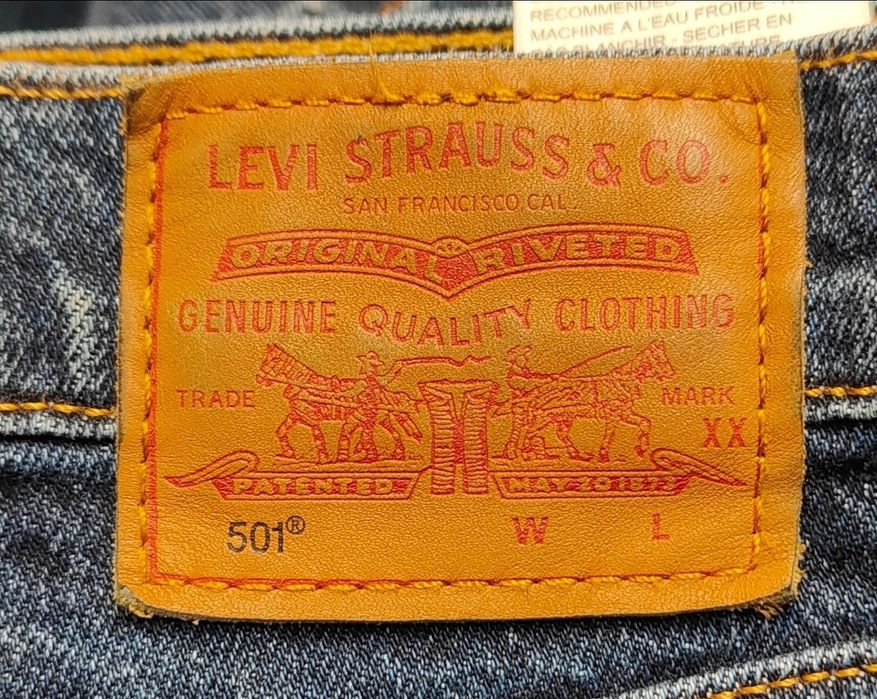 RECOMMENDED
MACHINE A L'EAU FROIDE
SECHER EN
LEVI STRAUSS & CO.
SAN FRANCISCO CAL.
ORIGINAL RIVETED
GENUINE QUALITY CLOTHING
TRADE MARK
XX
PATENTED MAY 20 1873
501® W L